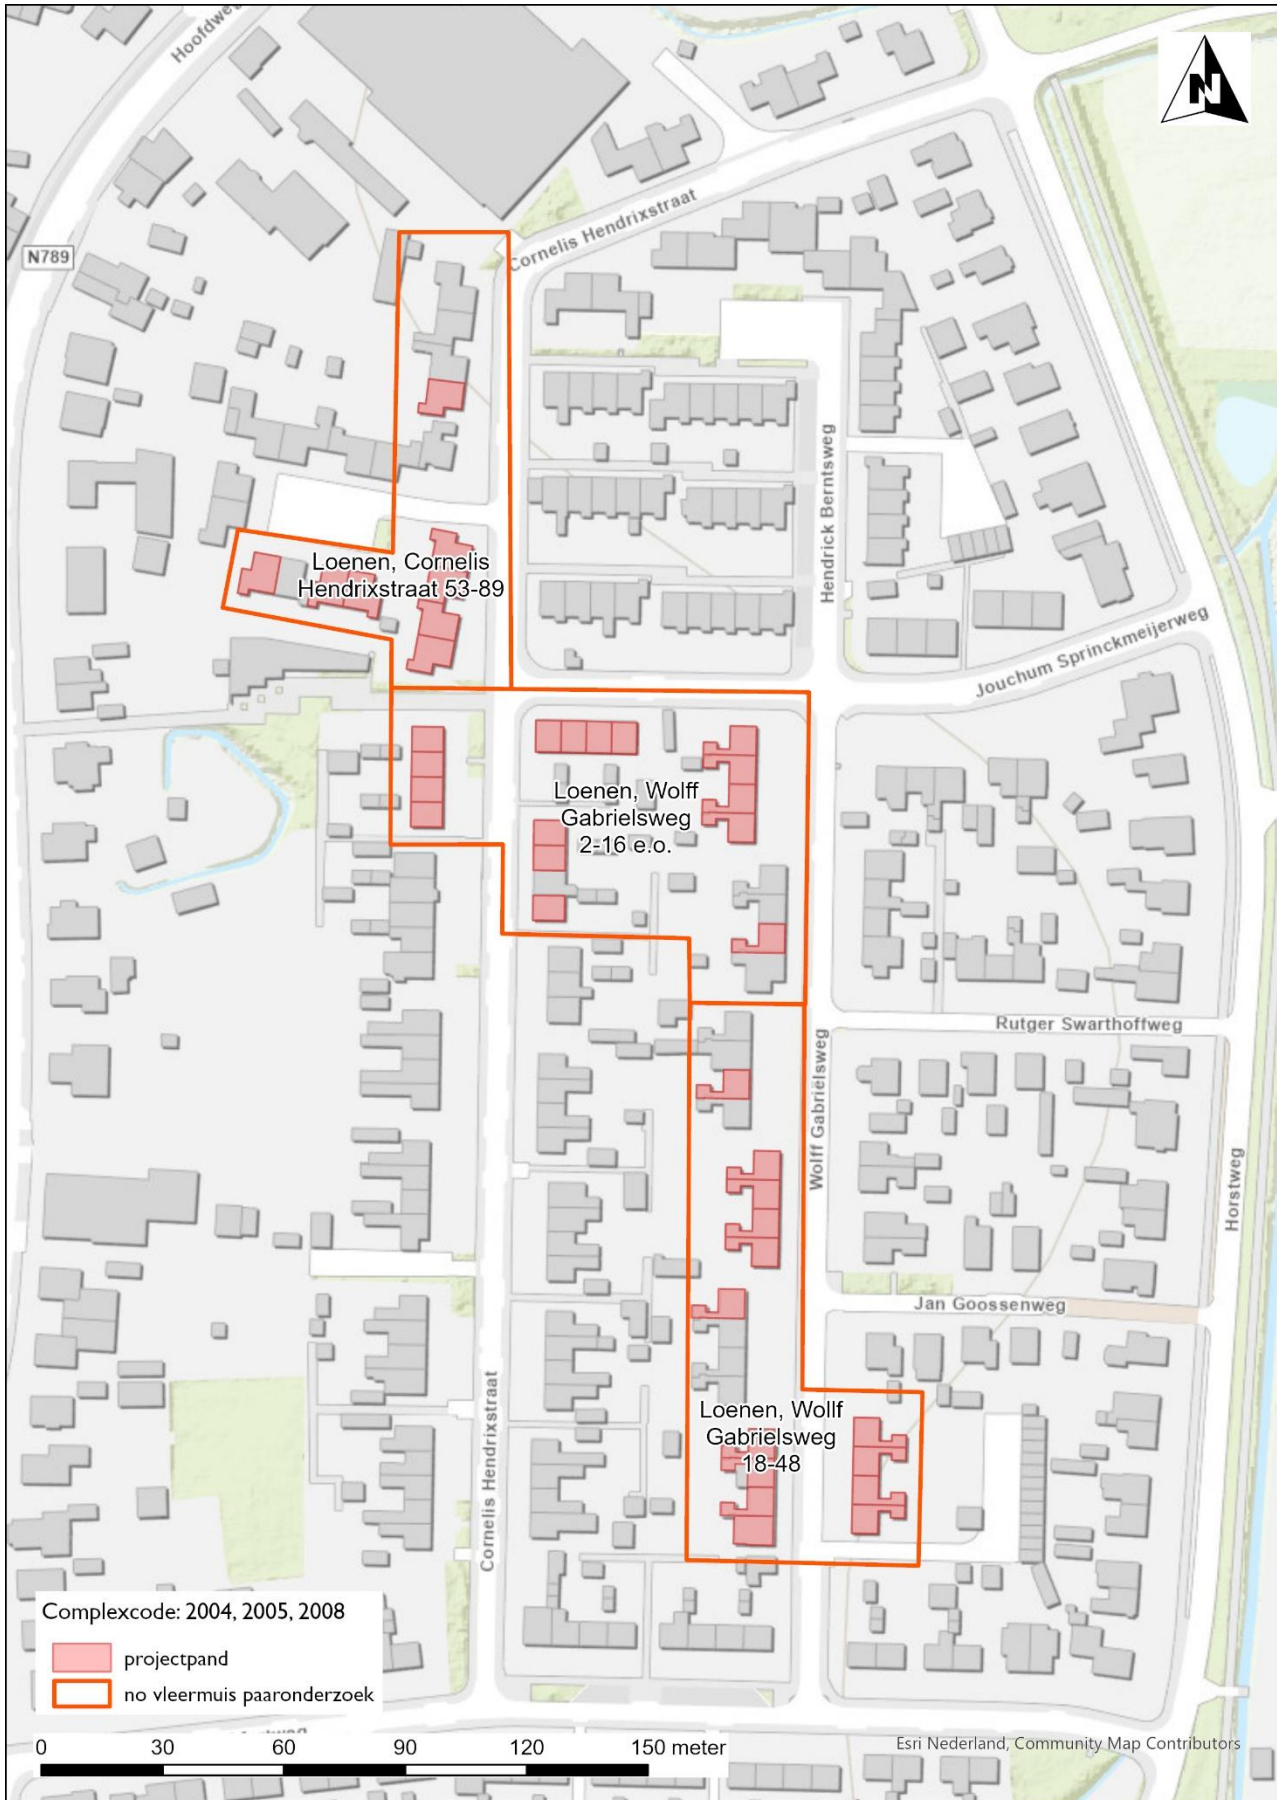 Hoofdweg
N
N789
Cornelis Hendrixstraat
Hendrick Berntsweg
Loenen, Cornelis
Hendrixstraat 53-89
Jouchum Sprinckmeijerweg
Loenen, Wolff
Gabrielsweg
2-16 e.o.
Rutger Swarthoffweg
Wolff Gabriëlsweg
Horstweg
Jan Goossenweg
Cornelis Hendrixstraat
Loenen, Wollf
Gabrielsweg
18-48
Complexcode: 2004, 2005, 2008
projectpand
no vleermuis paaronderzoek
0 30 60 90 120 150 meter
Esri Nederland, Community Map Contributors